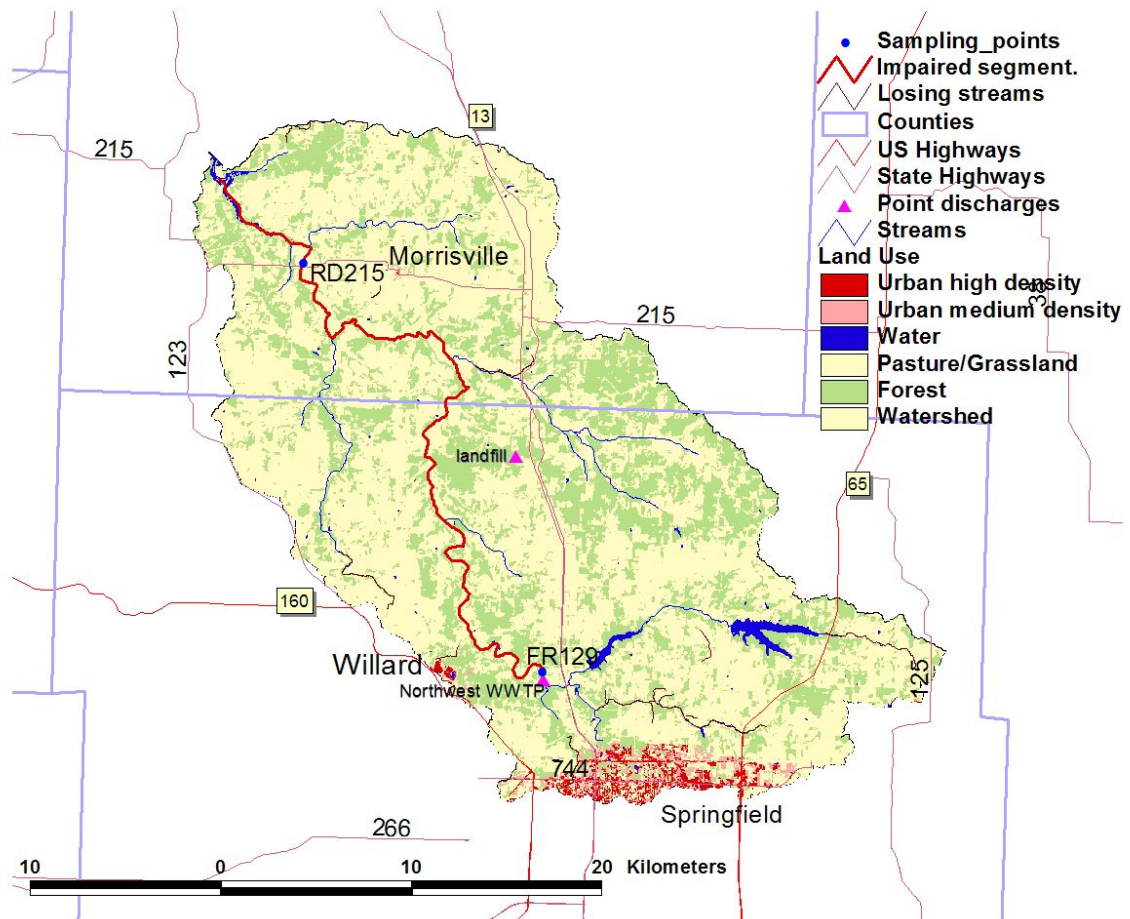 Sampling_points
Impaired segment.
Losing streams
Counties
US Highways
State Highways
Point discharges
Streams
Land Use
Urban high density
Urban medium density
Water
Pasture/Grassland
Forest
Watershed
13
215
Morrisville
RD215
215
38
123
landfill
65
160
FR129
Willard
Northwest WWTP
125
744
Springfield
266
10 0 10 20 Kilometers